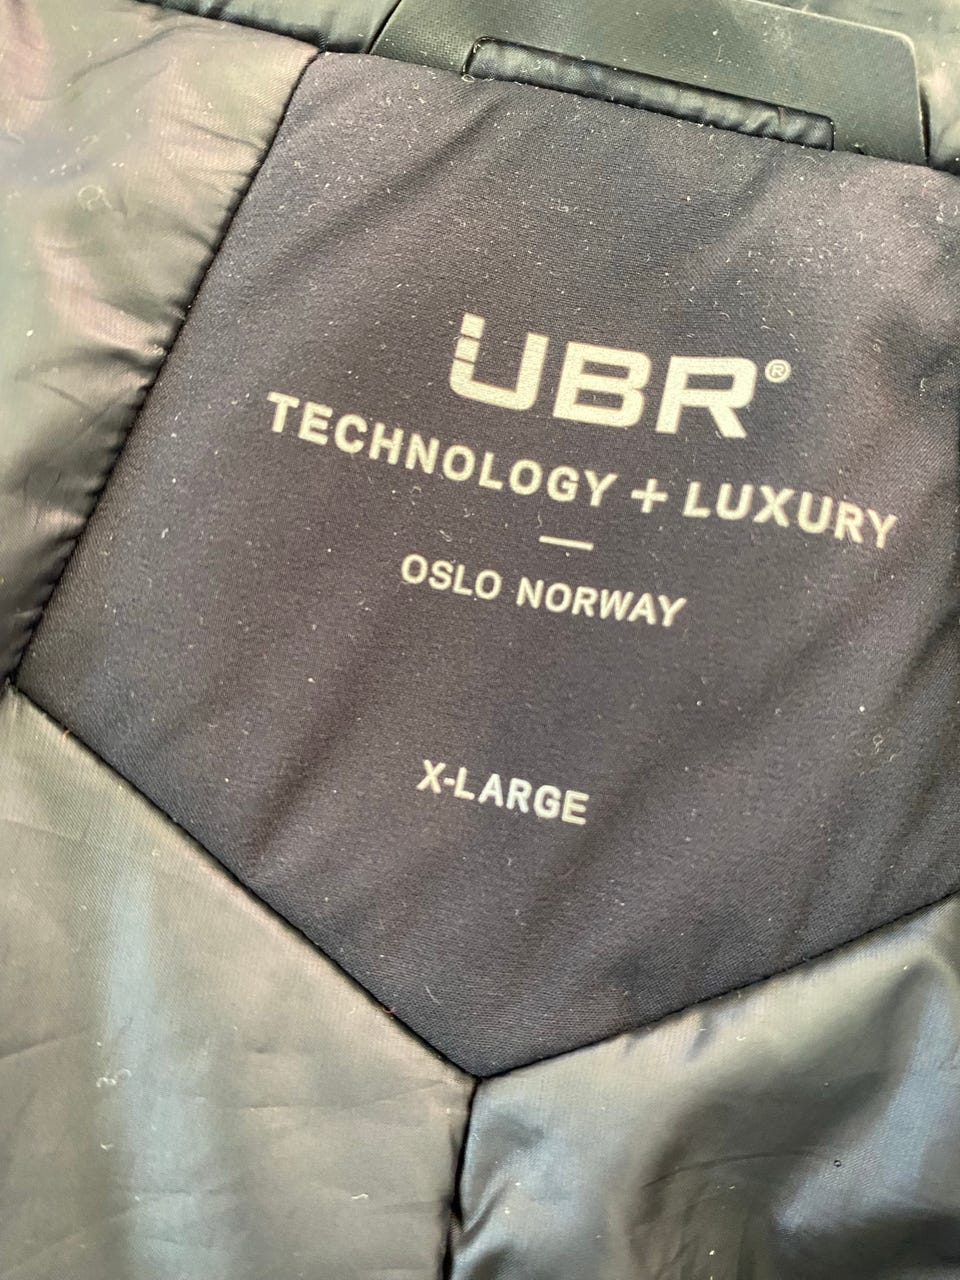 UBR®
TECHNOLOGY + LUXURY
—
OSLO NORWAY
X-LARGE